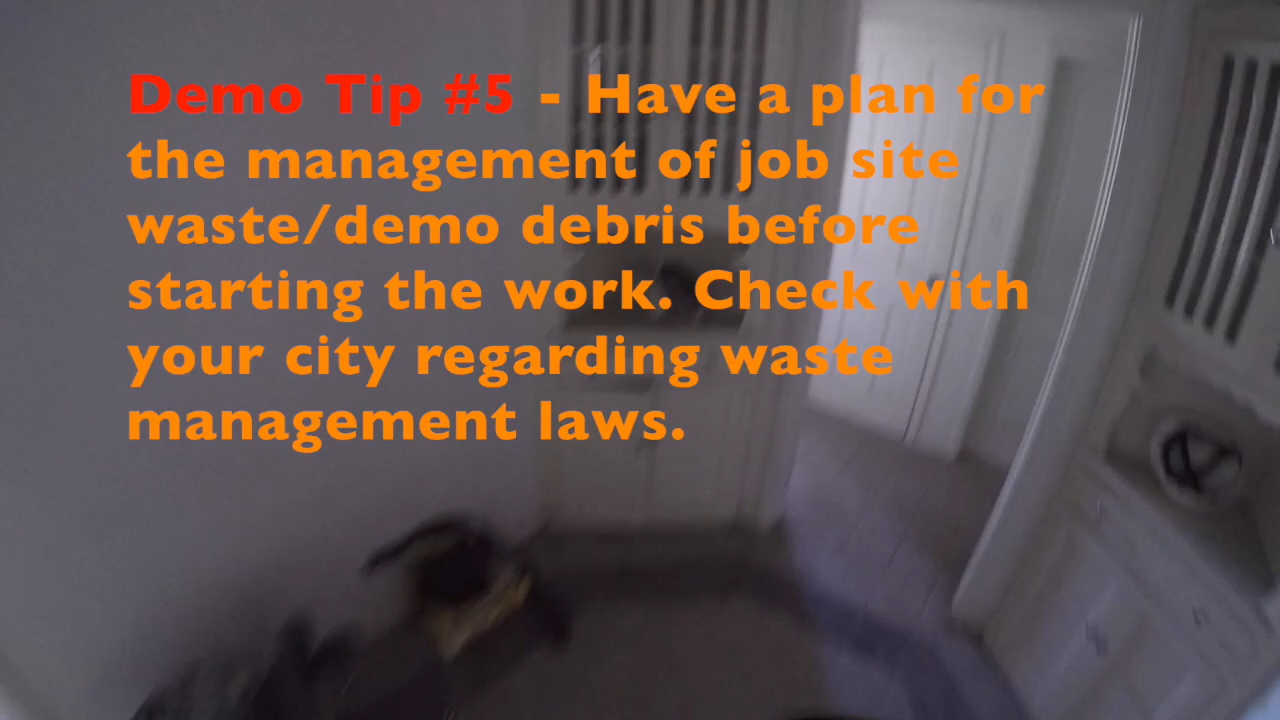 Demo Tip #5 - Have a plan for
the management of job site
waste/demo debris before
starting the work. Check with
your city regarding waste
management laws.